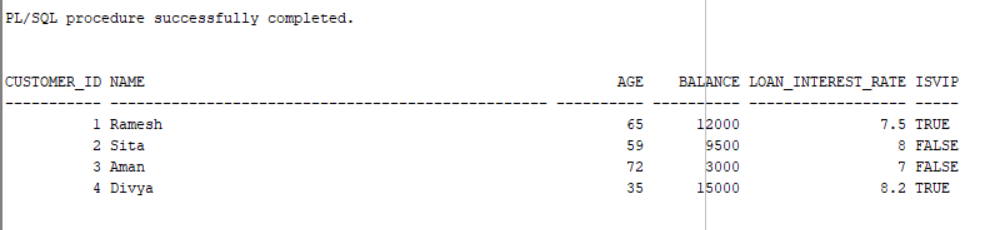 PL/SQL procedure successfully completed.
CUSTOMER_ID NAME AGE BALANCE LOAN_INTEREST_RATE ISVIP
----------- -------------------------------------------------- ---------- ---------- ------------------ -----
1 Ramesh 65 12000 7.5 TRUE
2 Sita 59 9500 8 FALSE
3 Aman 72 3000 7 FALSE
4 Divya 35 15000 8.2 TRUE